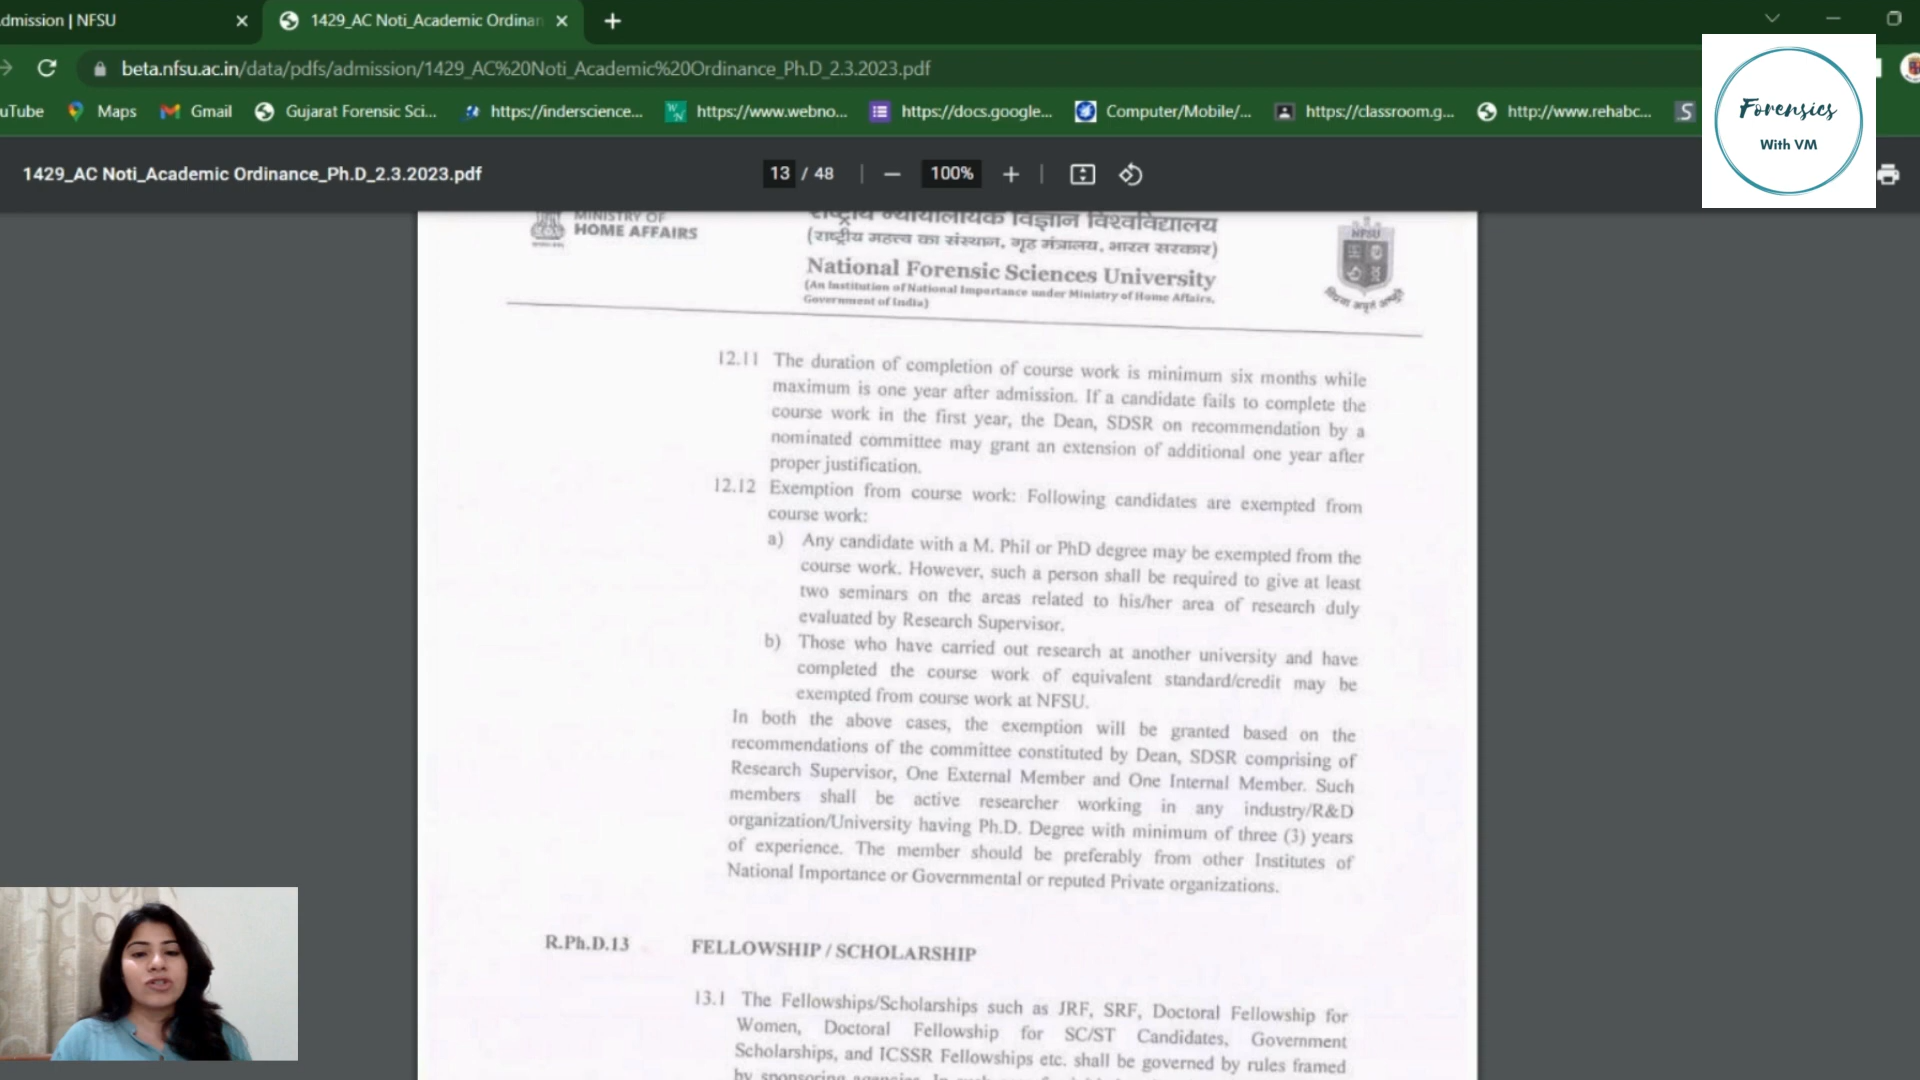 dmission | NFSU
1429_AC Noti_Academic Ordinan
beta.nfsu.ac.in/data/pdfs/admission/1429_AC%20Noti_Academic%20Ordinance_Ph.D_2.3.2023.pdf
uTube Maps Gmail Gujarat Forensic Sci... https://inderscience... https://www.webno... https://docs.google... Computer/Mobile/... https://classroom.g... http://www.rehabc...
Forensics
With VM
1429_AC Noti_Academic Ordinance_Ph.D_2.3.2023.pdf 13 / 48 100%
MINISTRY OF
HOME AFFAIRS
राष्ट्रीय न्यायालयिक विज्ञान विश्वविद्यालय
(राष्ट्रीय महत्त्व का संस्थान, गृह मंत्रालय, भारत सरकार)
National Forensic Sciences University
(An Institution of National Importance under Ministry of Home Affairs,
Government of India)
NFSU
12.11 The duration of completion of course work is minimum six months while
maximum is one year after admission. If a candidate fails to complete the
course work in the first year, the Dean, SDSR on recommendation by a
nominated committee may grant an extension of additional one year after
proper justification.
12.12 Exemption from course work: Following candidates are exempted from
course work:
a) Any candidate with a M. Phil or PhD degree may be exempted from the
course work. However, such a person shall be required to give at least
two seminars on the areas related to his/her area of research duly
evaluated by Research Supervisor.
b) Those who have carried out research at another university and have
completed the course work of equivalent standard/credit may be
exempted from course work at NFSU.
In both the above cases, the exemption will be granted based on the
recommendations of the committee constituted by Dean, SDSR comprising of
Research Supervisor, One External Member and One Internal Member. Such
members shall be active researcher working in any industry/R&D
organization/University having Ph.D. Degree with minimum of three (3) years
of experience. The member should be preferably from other Institutes of
National Importance or Governmental or reputed Private organizations.
R.Ph.D.13 FELLOWSHIP / SCHOLARSHIP
13.1 The Fellowships/Scholarships such as JRF, SRF, Doctoral Fellowship for
Women, Doctoral Fellowship for SC/ST Candidates, Government
Scholarships, and ICSSR Fellowships etc. shall be governed by rules framed
by sponsoring agencies. In